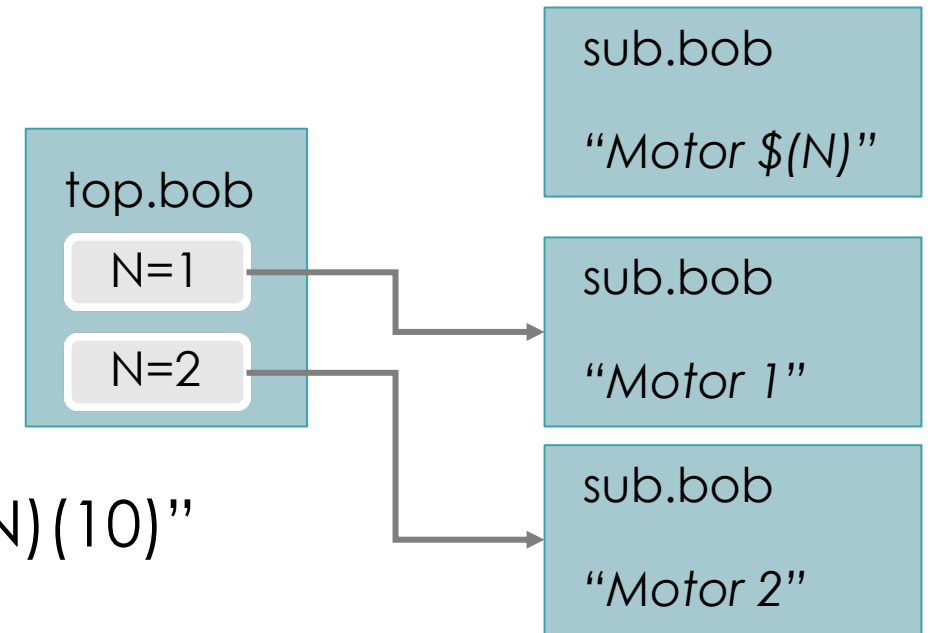 sub.bob
“Motor $(N)”
top.bob
N=1
N=2
sub.bob
“Motor 1”
sub.bob
“Motor 2”
N)(10)”